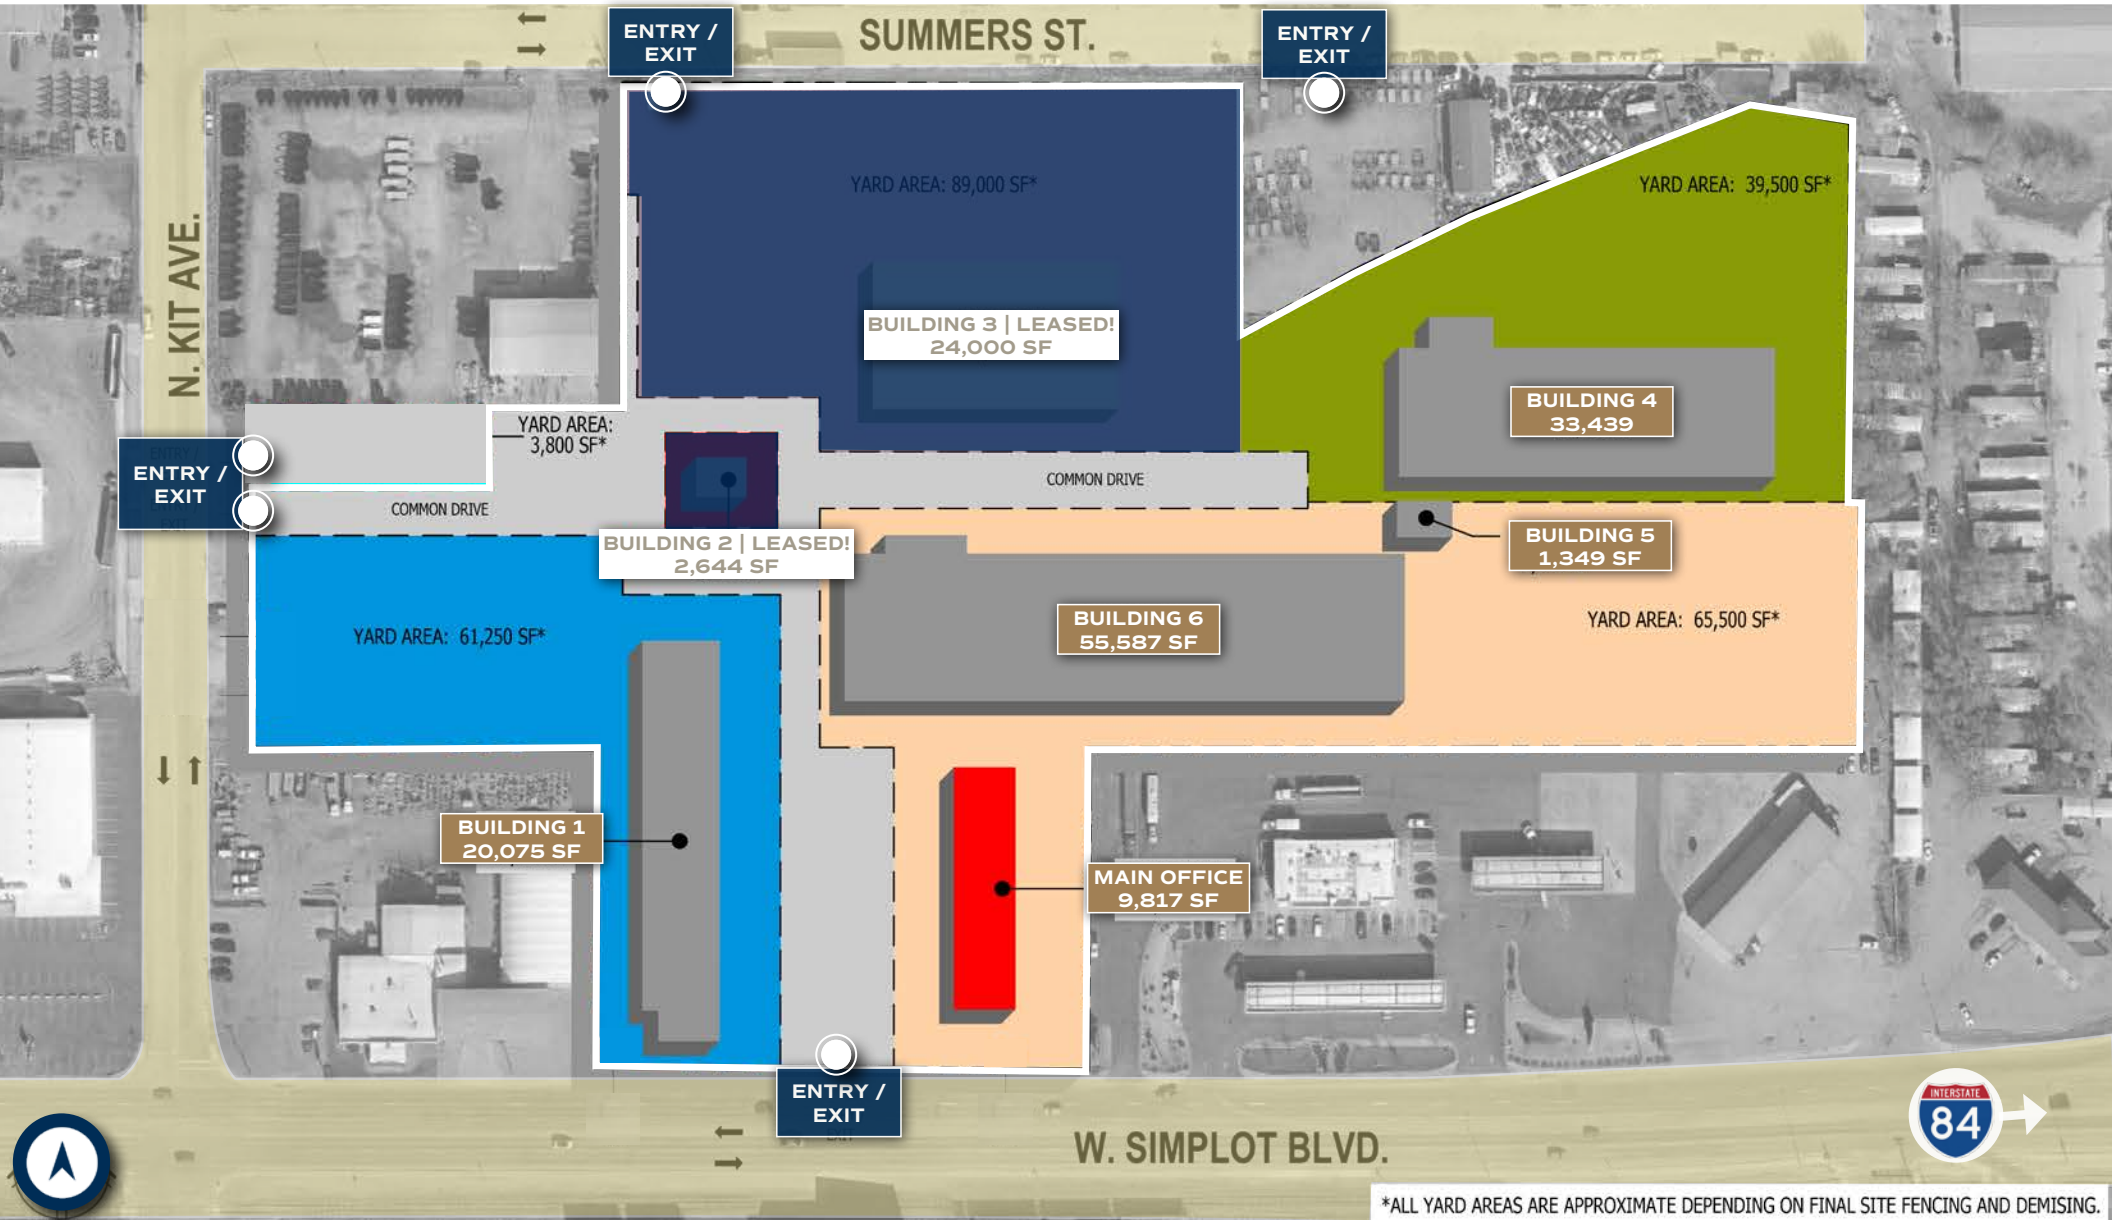 SUMMERS ST.
ENTRY /
EXIT
ENTRY /
EXIT
YARD AREA: 89,000 SF*
YARD AREA: 39,500 SF*
N. KIT AVE.
BUILDING 3 | LEASED!
24,000 SF
BUILDING 4
33,439
YARD AREA:
3,800 SF*
ENTRY /
EXIT
COMMON DRIVE
COMMON DRIVE
BUILDING 2 | LEASED!
2,644 SF
BUILDING 5
1,349 SF
YARD AREA: 61,250 SF*
BUILDING 6
55,587 SF
YARD AREA: 65,500 SF*
BUILDING 1
20,075 SF
MAIN OFFICE
9,817 SF
ENTRY /
EXIT
W. SIMPLOT BLVD.
INTERSTATE
84
*ALL YARD AREAS ARE APPROXIMATE DEPENDING ON FINAL SITE FENCING AND DEMISING.